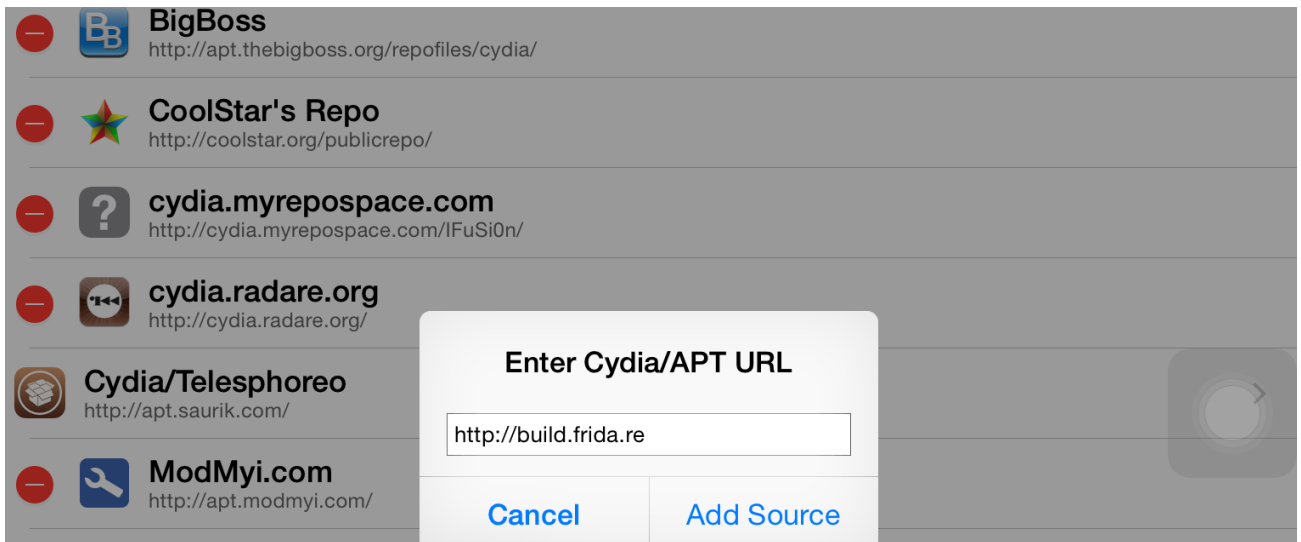 BB
BigBoss
http://apt.thebigboss.org/repofiles/cydia/
CoolStar's Repo
http://coolstar.org/publicrepo/
?
cydia.myrepospace.com
http://cydia.myrepospace.com/IFuSi0n/
cydia.radare.org
http://cydia.radare.org/
Cydia/Telesphoreo
http://apt.saurik.com/
ModMyi.com
http://apt.modmyi.com/
Enter Cydia/APT URL
http://build.frida.re
Cancel
Add Source